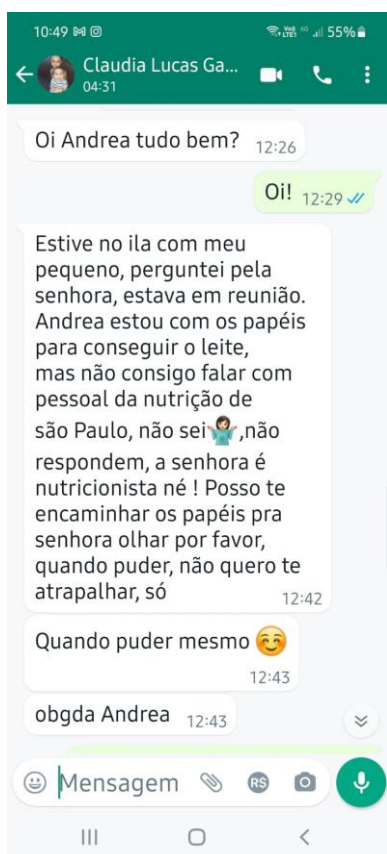 10:49
55%
Claudia Lucas Ga...
04:31
Oi Andrea tudo bem?
12:26
Oi! 12:29
Estive no ila com meu
pequeno, perguntei pela
senhora, estava em reunião.
Andrea estou com os papéis
para conseguir o leite,
mas não consigo falar com
pessoal da nutrição de
são Paulo, não sei🤷🏻‍♀️,não
respondem, a senhora é
nutricionista né ! Posso te
encaminhar os papéis pra
senhora olhar por favor,
quando puder, não quero te
atrapalhar, só
12:42
Quando puder mesmo ☺️
12:43
obgda Andrea 12:43
Mensagem
R$